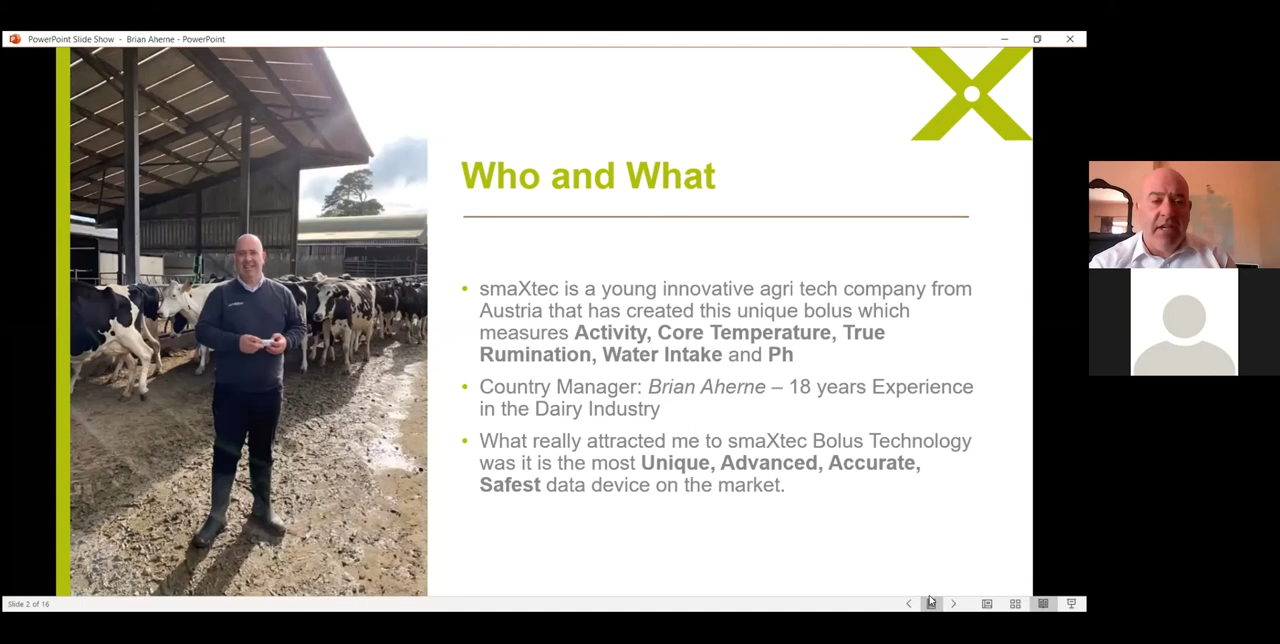 PowerPoint Slide Show - Brian Aherne - PowerPoint
Who and What
• smaXtec is a young innovative agri tech company from
Austria that has created this unique bolus which
measures Activity, Core Temperature, True
Rumination, Water Intake and Ph
• Country Manager: Brian Aherne – 18 years Experience
in the Dairy Industry
• What really attracted me to smaXtec Bolus Technology
was it is the most Unique, Advanced, Accurate,
Safest data device on the market.
Slide 2 of 16